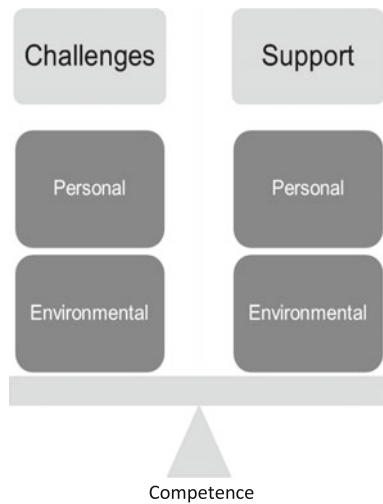 Challenges
Support
Personal
Personal
Environmental
Environmental
Competence